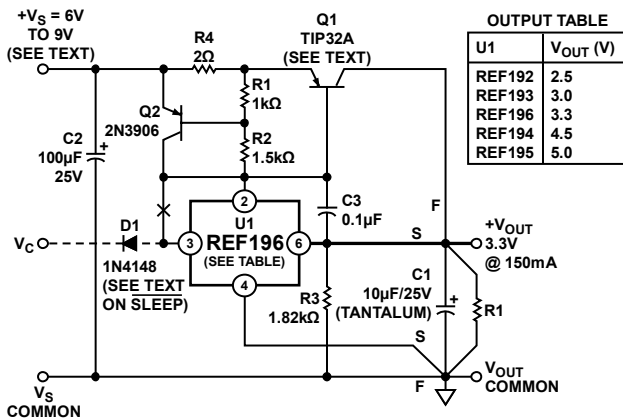 +VS = 6V
TO 9V
(SEE TEXT)
R4
2Ω
Q1
TIP32A
(SEE TEXT)
OUTPUT TABLE
U1 VOUT (V)
REF192 2.5
REF193 3.0
REF196 3.3
REF194 4.5
REF195 5.0
R1
1kΩ
Q2
2N3906
R2
1.5kΩ
C2
100µF
25V
+
C3
0.1µF
F
2
U1
REF196
(SEE TABLE)
3
6
4
S
+VOUT
3.3V
@ 150mA
VC
D1
1N4148
(SEE TEXT
ON SLEEP)
R3
1.82kΩ
C1
10µF/25V
(TANTALUM)
+
R1
S
F
VS
COMMON
VOUT
COMMON